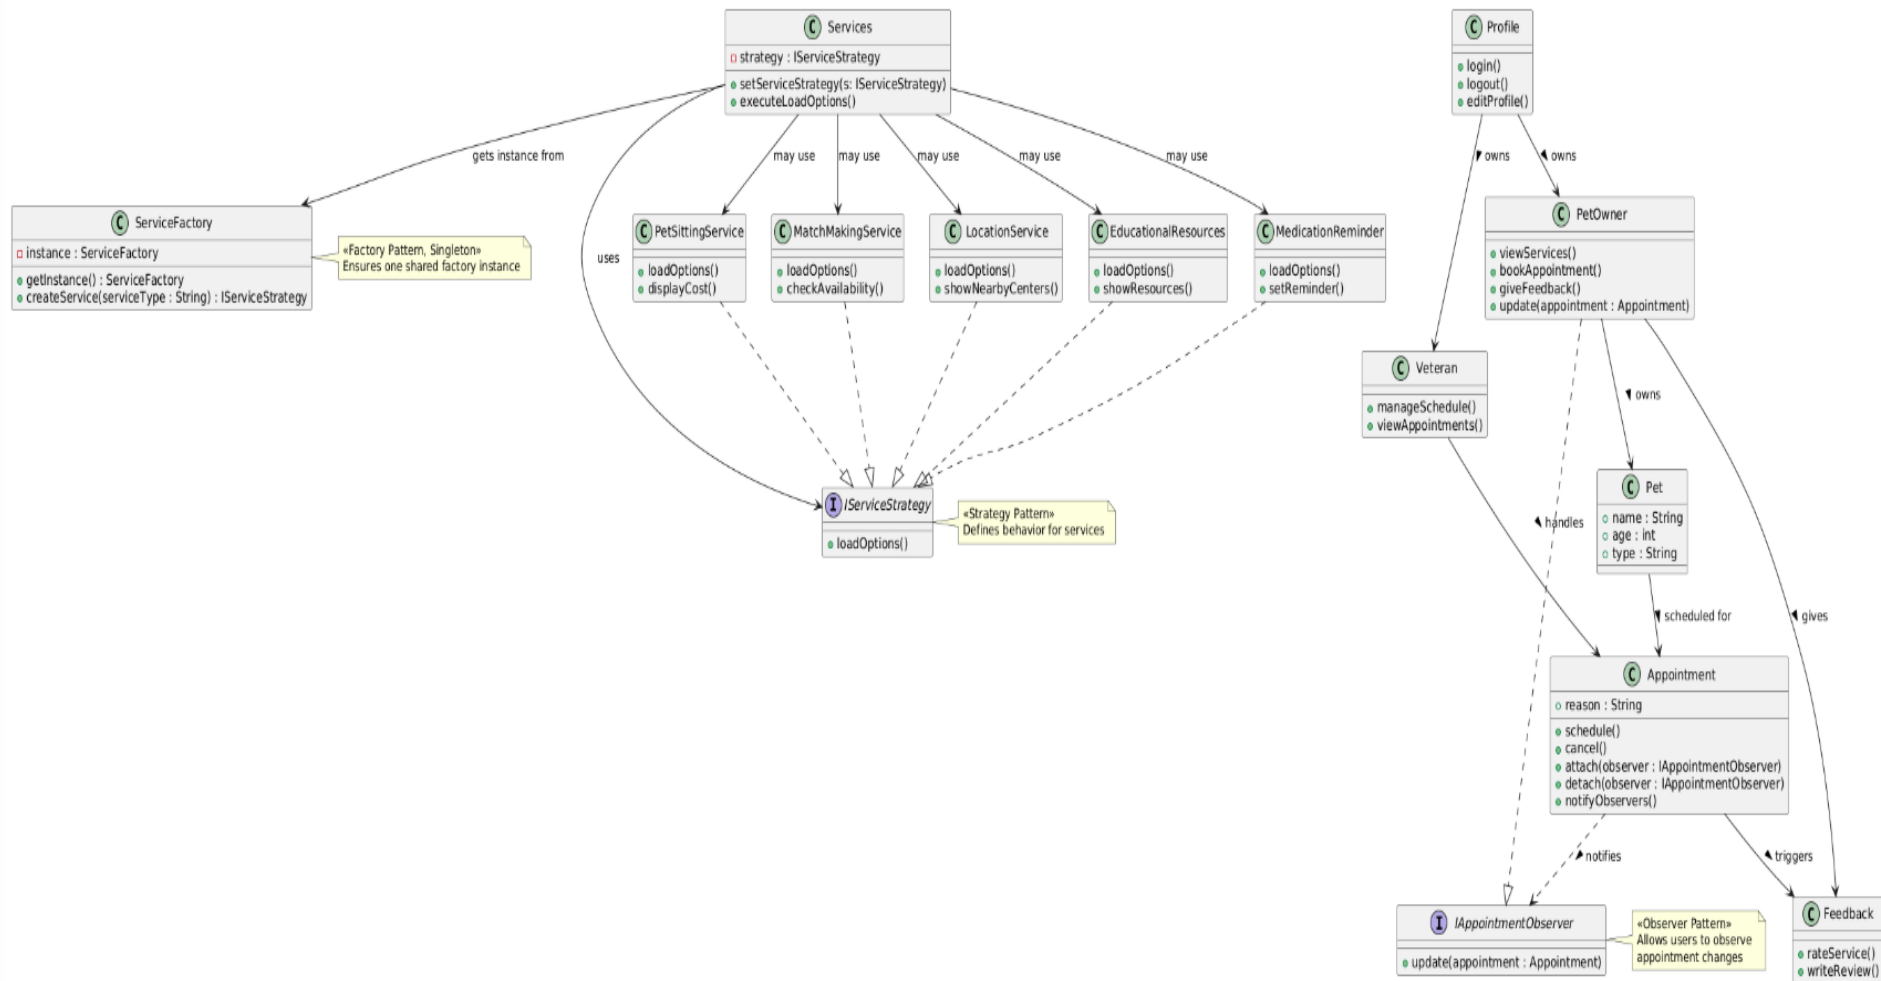 Services
strategy : IServiceStrategy
setServiceStrategy(s: IServiceStrategy)
executeLoadOptions()
Profile
login()
logout()
editProfile()
gets instance from
uses
may use
may use
may use
may use
may use
owns
owns
ServiceFactory
instance : ServiceFactory
getInstance() : ServiceFactory
createService(serviceType : String) : IServiceStrategy
«Factory Pattern, Singleton»
Ensures one shared factory instance
PetSittingService
loadOptions()
displayCost()
MatchMakingService
loadOptions()
checkAvailability()
LocationService
loadOptions()
showNearbyCenters()
EducationalResources
loadOptions()
showResources()
MedicationReminder
loadOptions()
setReminder()
PetOwner
viewServices()
bookAppointment()
giveFeedback()
update(appointment : Appointment)
Veteran
manageSchedule()
viewAppointments()
owns
IServiceStrategy
loadOptions()
«Strategy Pattern»
Defines behavior for services
handles
Pet
name : String
age : int
type : String
scheduled for
gives
Appointment
reason : String
schedule()
cancel()
attach(observer : IAppointmentObserver)
detach(observer : IAppointmentObserver)
notifyObservers()
notifies
triggers
IAppointmentObserver
update(appointment : Appointment)
«Observer Pattern»
Allows users to observe
appointment changes
Feedback
rateService()
writeReview()